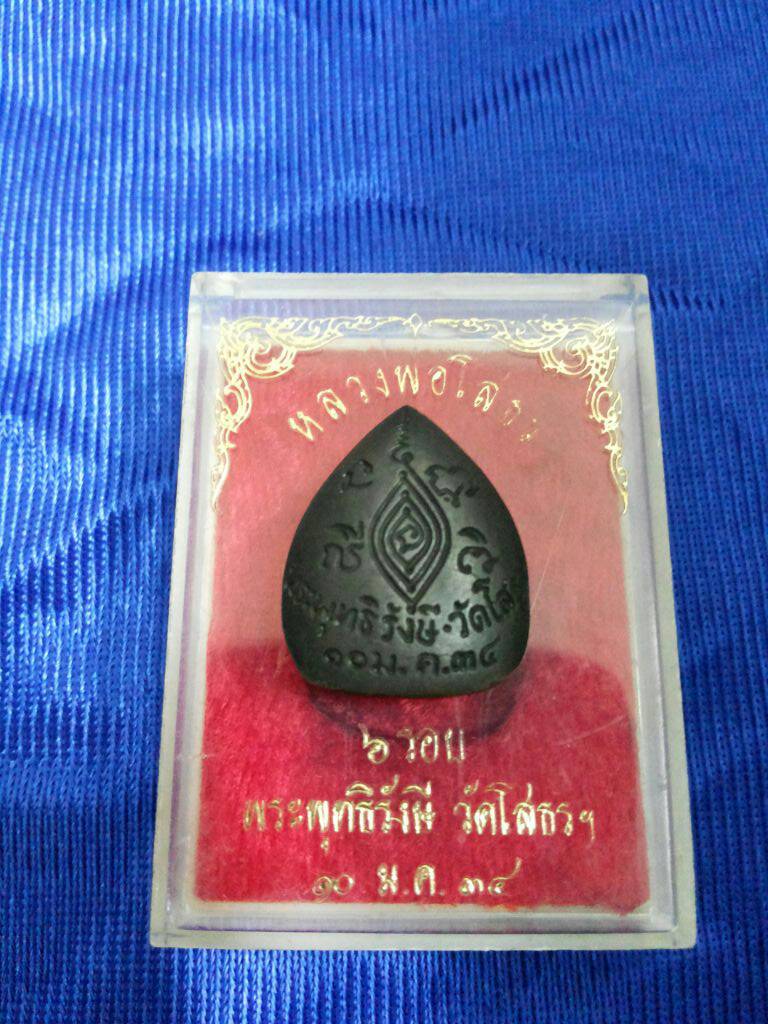 หลวงพ่อโสธร
พระพุทธิรังษี·วัดโสธร
๑๐ม.ค.๓๔
๖ รอบ
พระพุทธิรังษี วัดโสธรฯ
๑๐ ม.ค. ๓๔